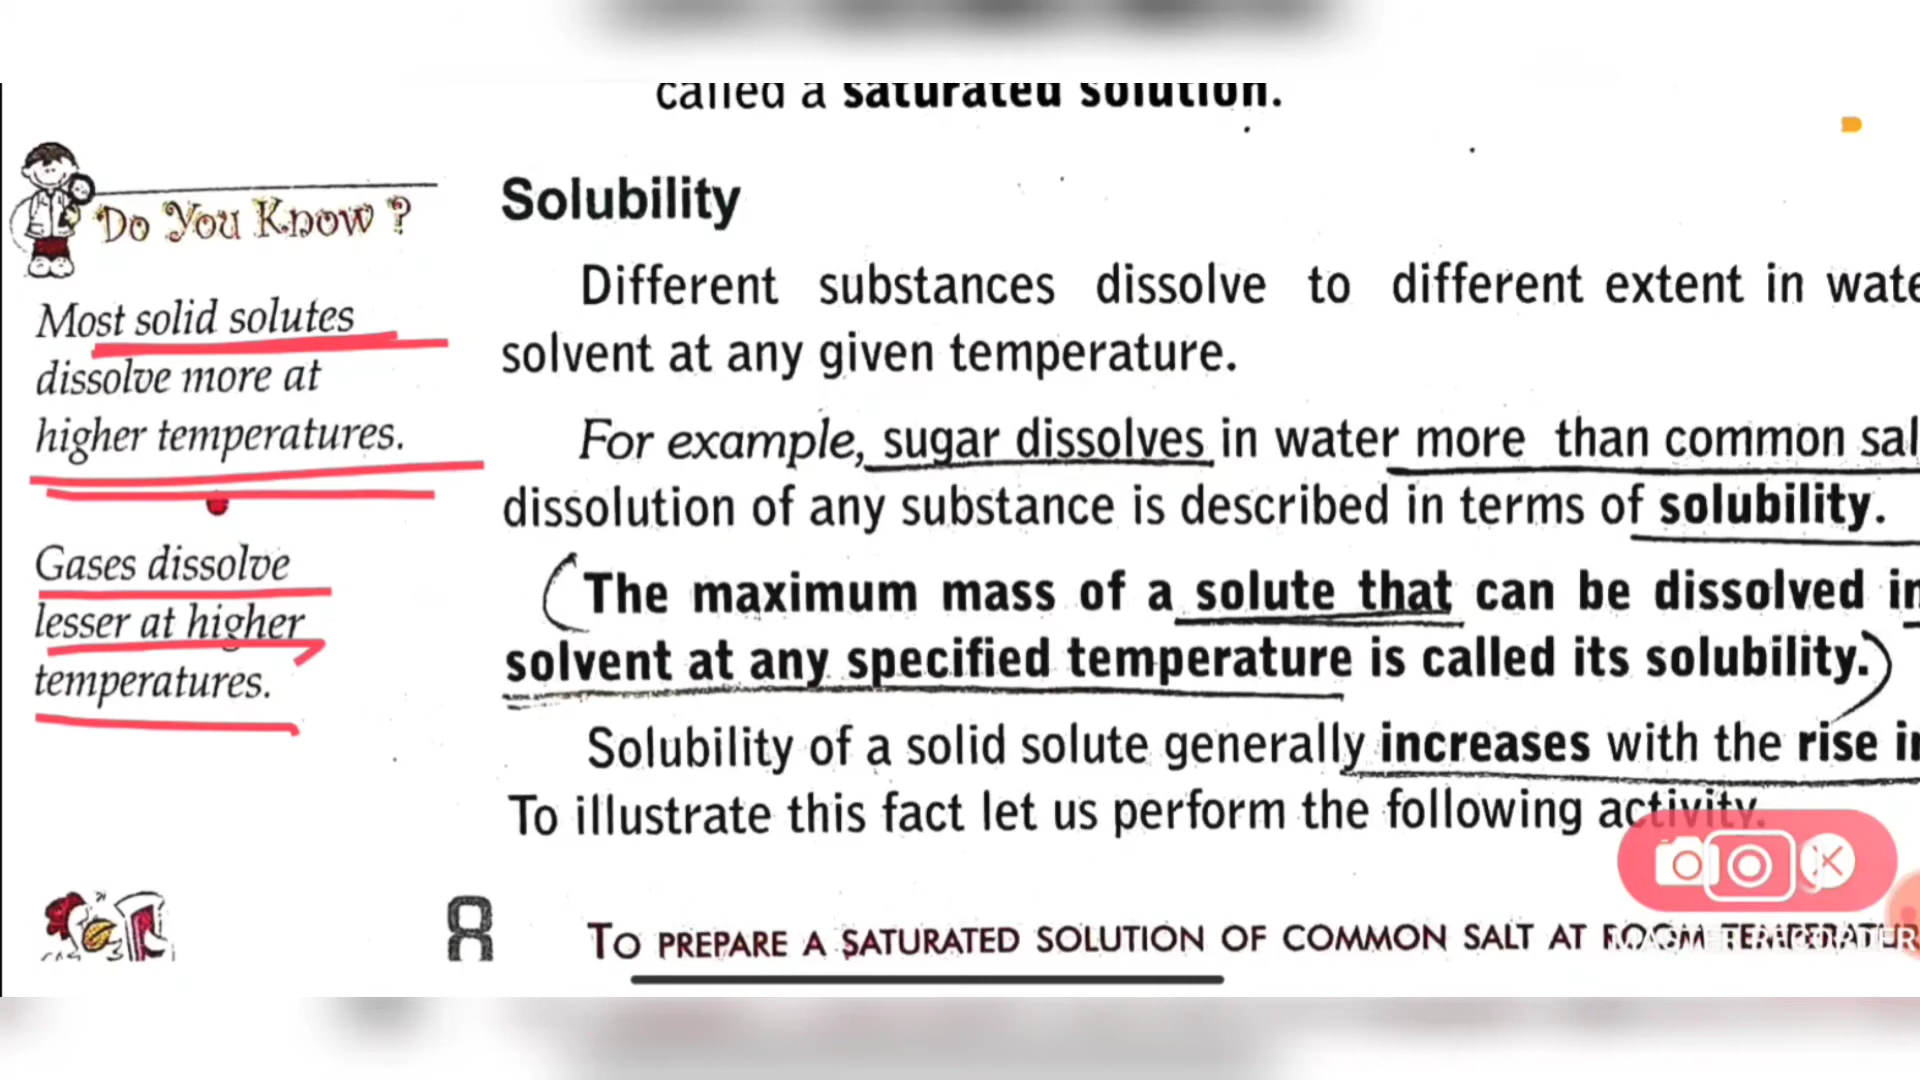 called a saturated solution.
Do You Know ?
Most solid solutes
dissolve more at
higher temperatures.
Gases dissolve
lesser at higher
temperatures.
Solubility
Different substances dissolve to different extent in wate
solvent at any given temperature.
For example, sugar dissolves in water more than common sal
dissolution of any substance is described in terms of solubility.
The maximum mass of a solute that can be dissolved in
solvent at any specified temperature is called its solubility.
Solubility of a solid solute generally increases with the rise in
To illustrate this fact let us perform the following activity.
8 TO PREPARE A SATURATED SOLUTION OF COMMON SALT AT ROOM TEMPERATUR
MASTER RECORDER